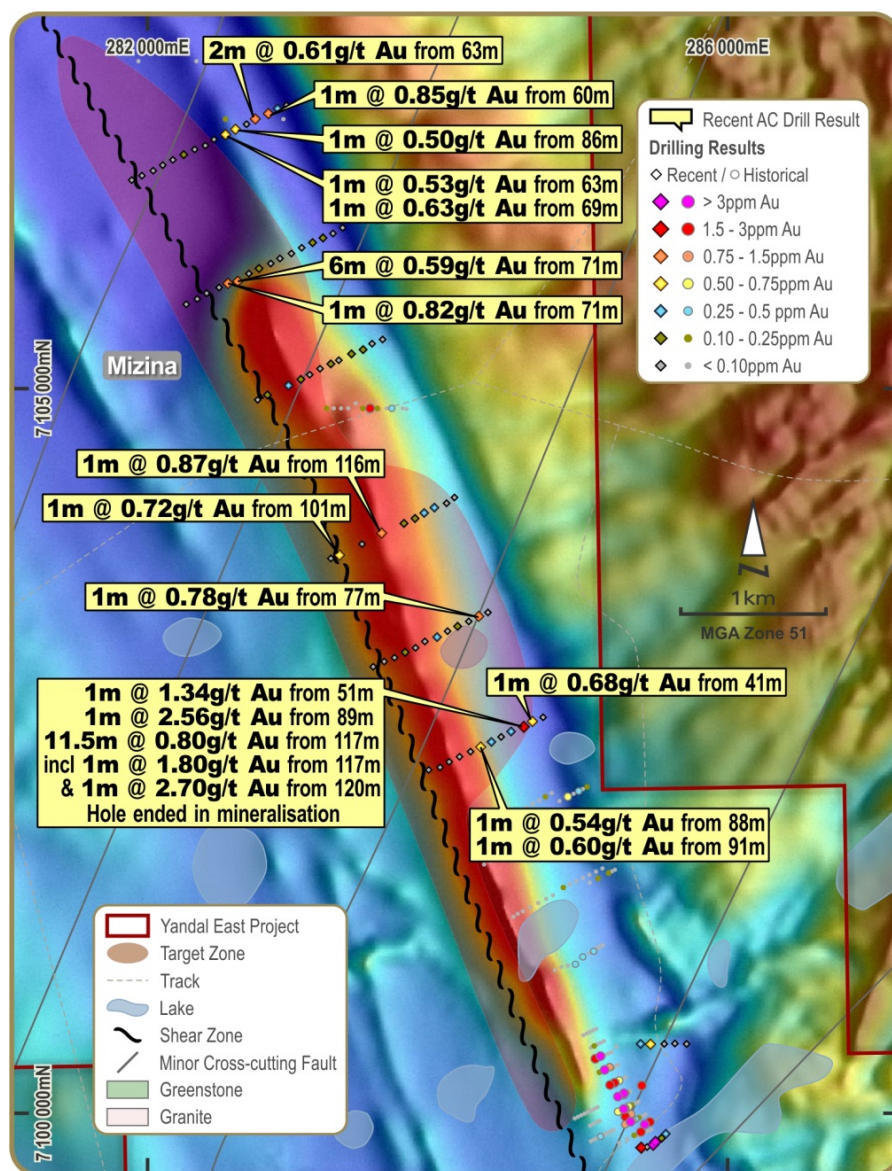 282 000mE
286 000mE
2m @ 0.61g/t Au from 63m
1m @ 0.85g/t Au from 60m
1m @ 0.50g/t Au from 86m
1m @ 0.53g/t Au from 63m
1m @ 0.63g/t Au from 69m
6m @ 0.59g/t Au from 71m
1m @ 0.82g/t Au from 71m
Recent AC Drill Result
Drilling Results
Recent / Historical
> 3ppm Au
1.5 - 3ppm Au
0.75 - 1.5ppm Au
0.50 - 0.75ppm Au
0.25 - 0.5 ppm Au
0.10 - 0.25ppm Au
< 0.10ppm Au
Mizina
7 105 000mN
1m @ 0.87g/t Au from 116m
1m @ 0.72g/t Au from 101m
1m @ 0.78g/t Au from 77m
N
1km
MGA Zone 51
1m @ 0.68g/t Au from 41m
1m @ 1.34g/t Au from 51m
1m @ 2.56g/t Au from 89m
11.5m @ 0.80g/t Au from 117m
incl 1m @ 1.80g/t Au from 117m
& 1m @ 2.70g/t Au from 120m
Hole ended in mineralisation
1m @ 0.54g/t Au from 88m
1m @ 0.60g/t Au from 91m
Yandal East Project
Target Zone
Track
Lake
Shear Zone
Minor Cross-cutting Fault
Greenstone
Granite
7 100 000mN